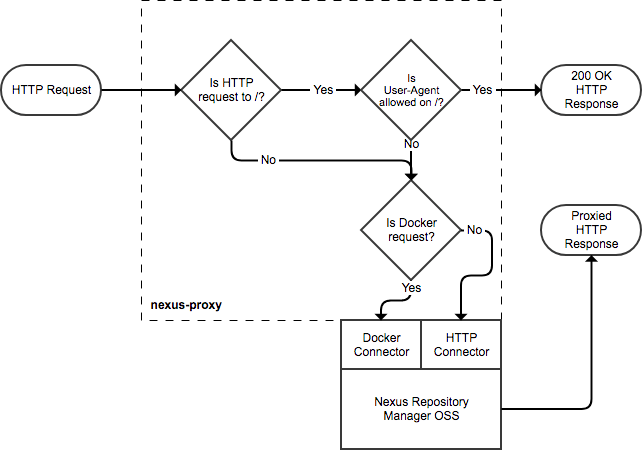 HTTP Request
Is HTTP
request to /?
Yes
Is
User-Agent
allowed on /?
Yes
200 OK
HTTP
Response
No
No
Is Docker
request?
No
Proxied
HTTP
Response
Yes
nexus-proxy
Docker
Connector
HTTP
Connector
Nexus Repository
Manager OSS